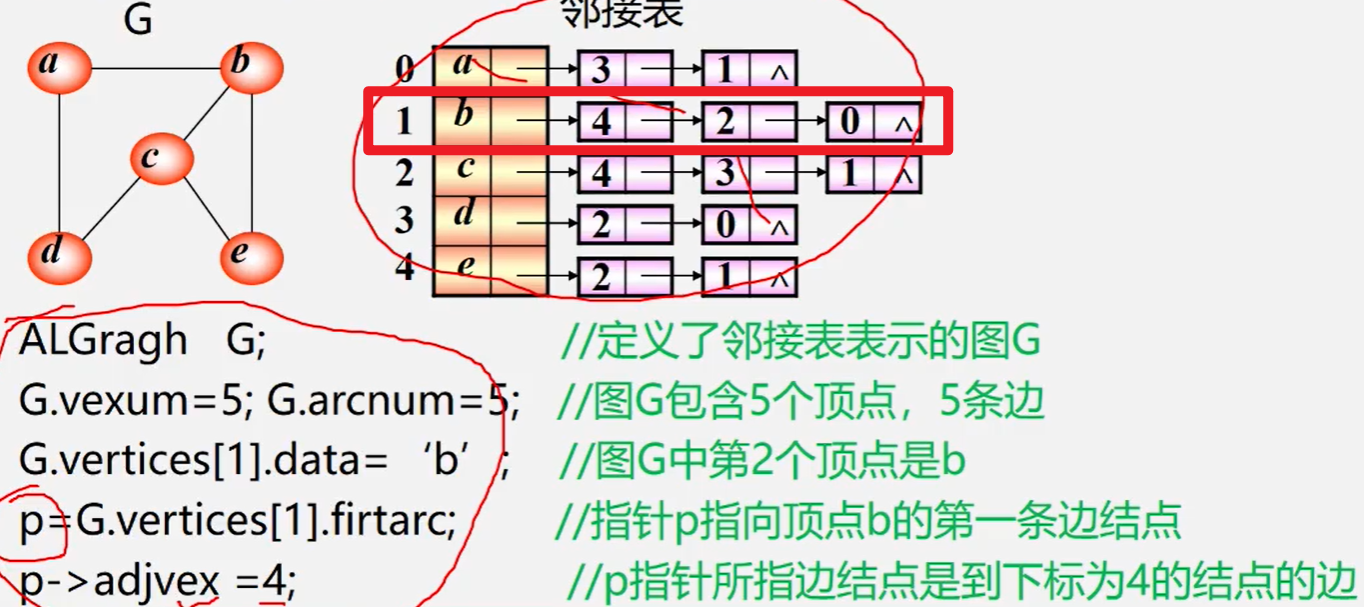 G
邻接表
a
b
c
d
e
0 a 3 1 ^
1 b 4 2 0 ^
2 c 4 3 1 ^
3 d 2 0 ^
4 e 2 1 ^
ALGragh G; //定义了邻接表表示的图G
G.vexum=5; G.arcnum=5; //图G包含5个顶点，5条边
G.vertices[1].data= ‘b’ ; //图G中第2个顶点是b
p=G.vertices[1].firtarc; //指针p指向顶点b的第一条边结点
p->adjvex =4; //p指针所指边结点是到下标为4的结点的边